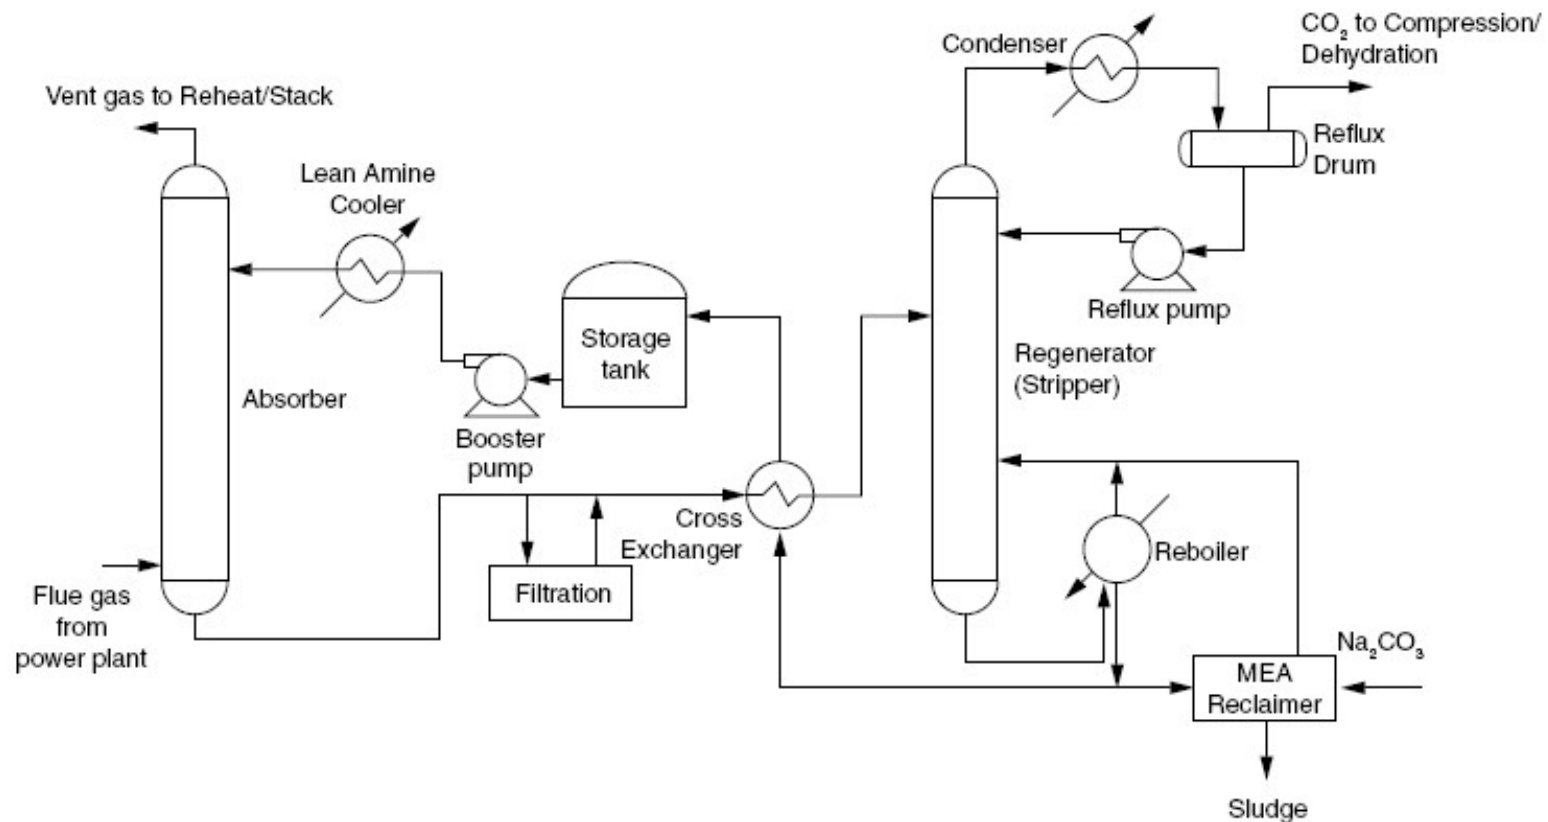 CO₂ to Compression/
Dehydration
Condenser
Vent gas to Reheat/Stack
Reflux
Drum
Lean Amine
Cooler
Reflux pump
Storage
tank
Regenerator
(Stripper)
Absorber
Booster
pump
Cross
Exchanger
Reboiler
Filtration
Flue gas
from
power plant
Na₂CO₃
MEA
Reclaimer
Sludge